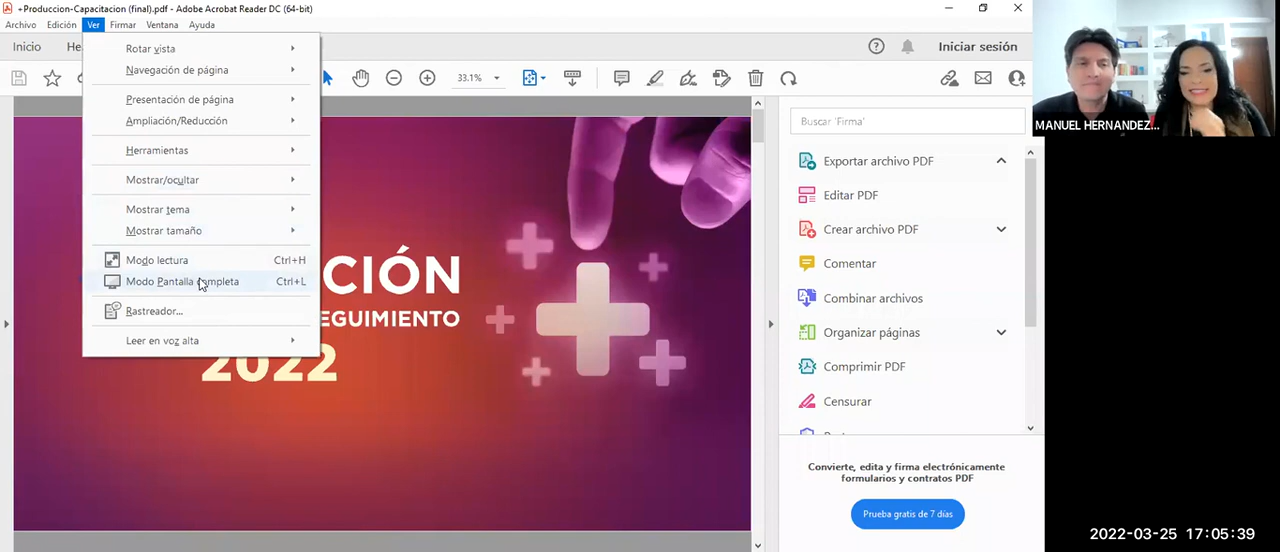 +Produccion-Capacitacion (final).pdf - Adobe Acrobat Reader DC (64-bit)
Archivo Edición Ver Firmar Ventana Ayuda
Inicio He
Iniciar sesión
33.1%
Rotar vista
Navegación de página
Presentación de página
Ampliación/Reducción
Herramientas
Mostrar/ocultar
Mostrar tema
Mostrar tamaño
Modo lectura Ctrl+H
Modo Pantalla completa Ctrl+L
Rastreador...
Leer en voz alta
CIÓN
EGUIMIENTO
2022
Buscar 'Firma'
Exportar archivo PDF
Editar PDF
Crear archivo PDF
Comentar
Combinar archivos
Organizar páginas
Comprimir PDF
Censurar
Convierte, edita y firma electrónicamente
formularios y contratos PDF
Prueba gratis de 7 días
MANUEL HERNANDEZ...
2022-03-25 17:05:39